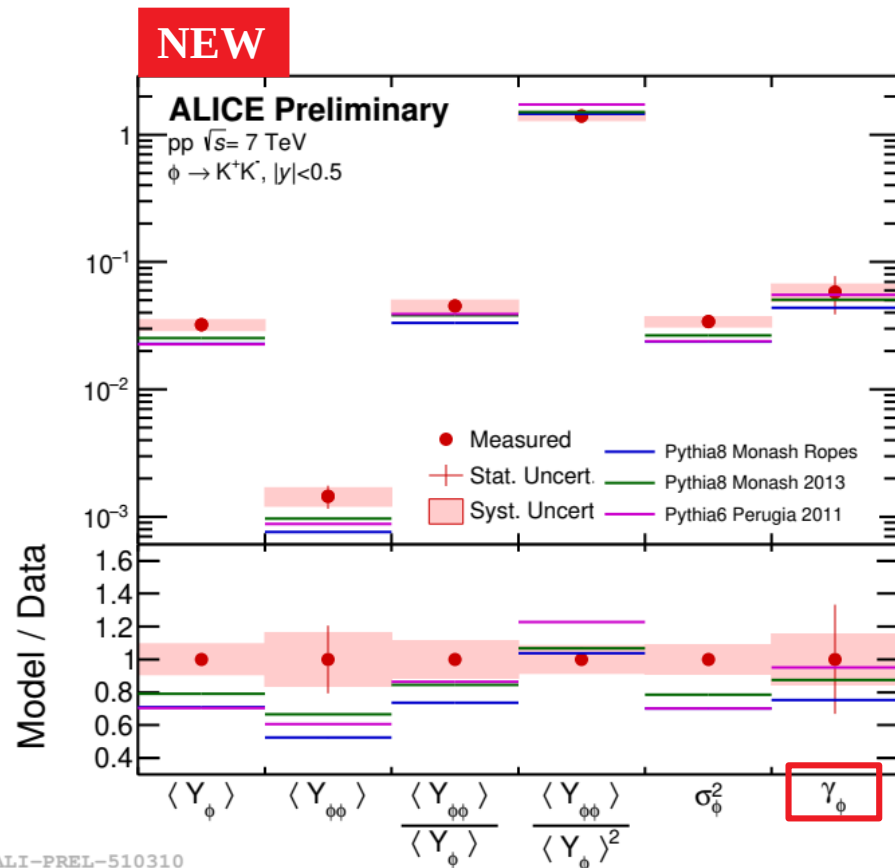 NEW
ALICE Preliminary
pp √s= 7 TeV
ϕ → K⁺K⁻, |y|<0.5
1
10⁻¹
10⁻²
10⁻³
Measured
Stat. Uncert.
Syst. Uncert
Pythia8 Monash Ropes
Pythia8 Monash 2013
Pythia6 Perugia 2011
Model / Data
1.6
1.4
1.2
1
0.8
0.6
0.4
⟨ Y_ϕ ⟩
⟨ Y_ϕϕ ⟩
⟨ Y_ϕϕ ⟩
⟨ Y_ϕ ⟩
⟨ Y_ϕϕ ⟩
⟨ Y_ϕ ⟩²
σ²_ϕ
γ_ϕ
ALI-PREL-510310